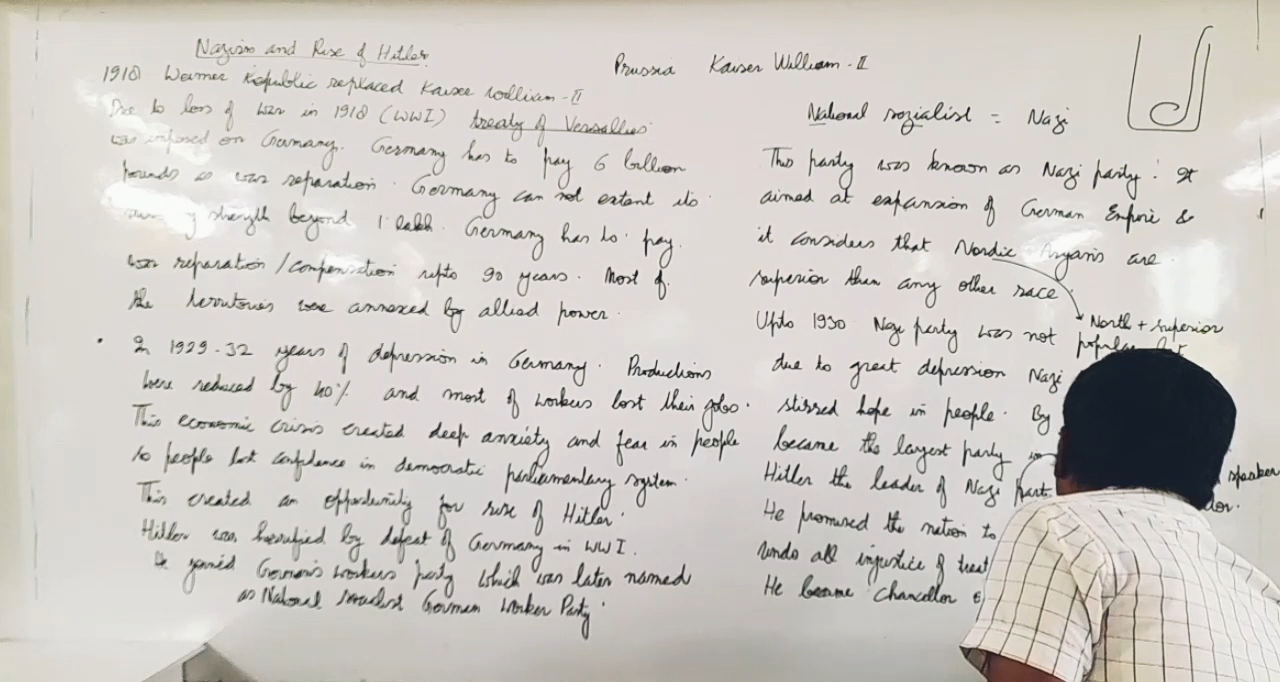 Nazism and Rise of Hitler
1918 Weimer Republic replaced Kaiser William - II
Due to loss of war in 1918 (WWI) treaty of Versallies
was imposed on Germany. Germany has to pay 6 billion
pounds as war reparation. Germany can not extent its
strength beyond 1 lakh. Germany has to pay
war reparation / compensation upto 90 years. Most of
the territories were annexed by allied power.
In 1929-32 years of depression in Germany. Productions
were reduced by 40% and most of workers lost their jobs.
This economic crisis created deep anxiety and fear in people
so people lost confidence in democratic parliamentary system.
This created an opportunity for rise of Hitler.
Hitler was horrified by defeat of Germany in WWI.
He joined German's workers party which was later named
as National socialist German Worker Party
Prussia Kaiser William - II
National sozialist = Nazi
This party was known as Nazi party. It
aimed at expansion of German Empire &
it considers that Nordic Aryans are
superior than any other race.
North + superior
Upto 1930 Nazi party was not
due to great depression Nazi
stirred hope in people. By
became the largest party in
Hitler the leader of Nazi
speaker
He promised the nation to
undo all injustice of
He became Chancellor